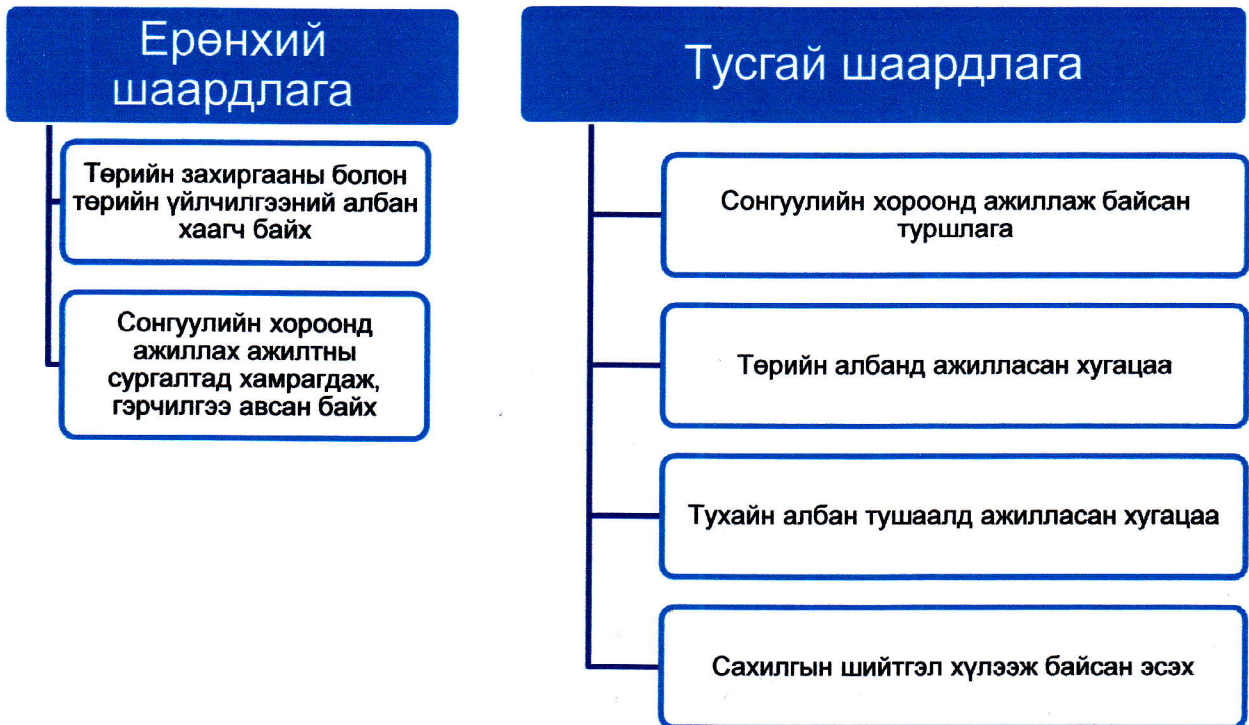 Ерөнхий
шаардлага
Төрийн захиргааны болон
төрийн үйлчилгээний албан
хаагч байх
Сонгуулийн хороонд
ажиллах ажилтны
сургалтад хамрагдаж,
гэрчилгээ авсан байх
Тусгай шаардлага
Сонгуулийн хороонд ажиллаж байсан
туршлага
Төрийн албанд ажилласан хугацаа
Тухайн албан тушаалд ажилласан хугацаа
Сахилгын шийтгэл хүлээж байсан эсэх